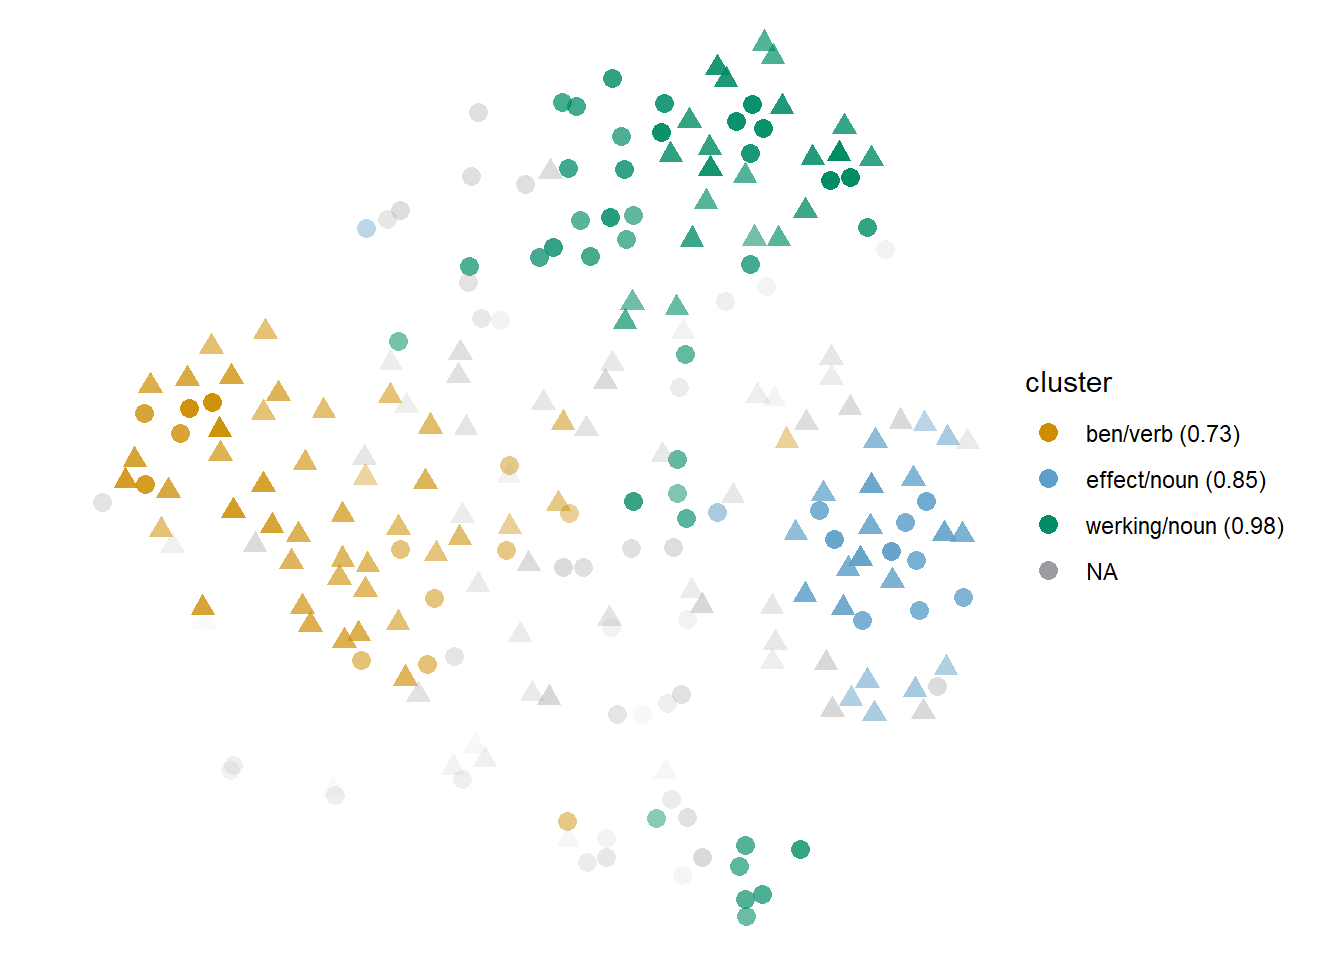 cluster
ben/verb (0.73)
effect/noun (0.85)
werking/noun (0.98)
NA